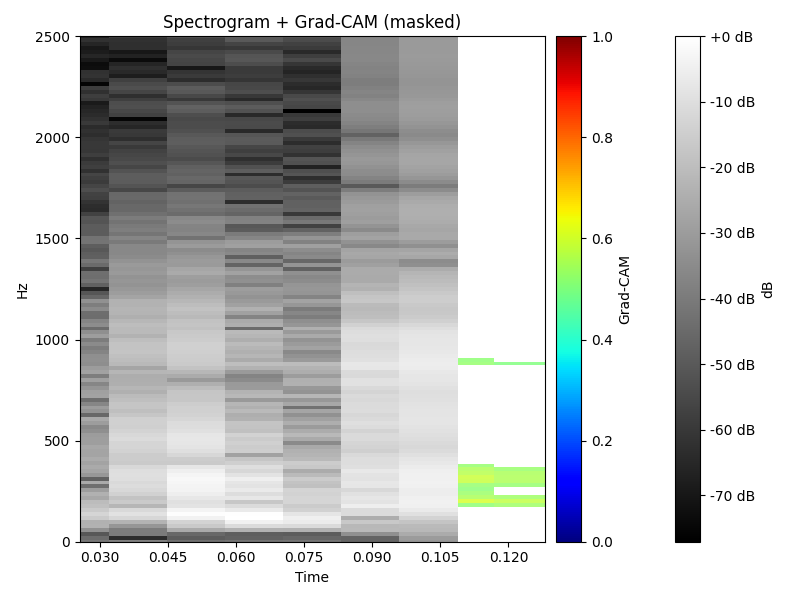 Spectrogram + Grad-CAM (masked)
2500
2000
1500
1000
500
0
Hz
0.030
0.045
0.060
0.075
0.090
0.105
0.120
Time
1.0
0.8
0.6
0.4
0.2
0.0
Grad-CAM
+0 dB
-10 dB
-20 dB
-30 dB
-40 dB
-50 dB
-60 dB
-70 dB
dB